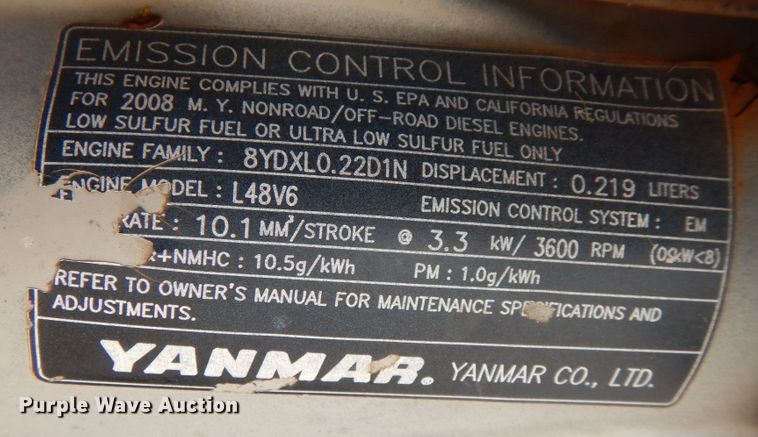 EMISSION CONTROL INFORMATION
THIS ENGINE COMPLIES WITH U. S. EPA AND CALIFORNIA REGULATIONS
FOR 2008 M. Y. NONROAD/OFF-ROAD DIESEL ENGINES.
LOW SULFUR FUEL OR ULTRA LOW SULFUR FUEL ONLY
ENGINE FAMILY : 8YDXL0.22D1N DISPLACEMENT : 0.219 LITERS
ENGINE MODEL : L48V6 EMISSION CONTROL SYSTEM : EM
RATE : 10.1 MM³/STROKE @ 3.3 kW/ 3600 RPM (0≤kW<8)
+NMHC : 10.5g/kWh PM : 1.0g/kWh
REFER TO OWNER'S MANUAL FOR MAINTENANCE SPECIFICATIONS AND
ADJUSTMENTS.
YANMAR. YANMAR CO., LTD.
Purple Wave Auction